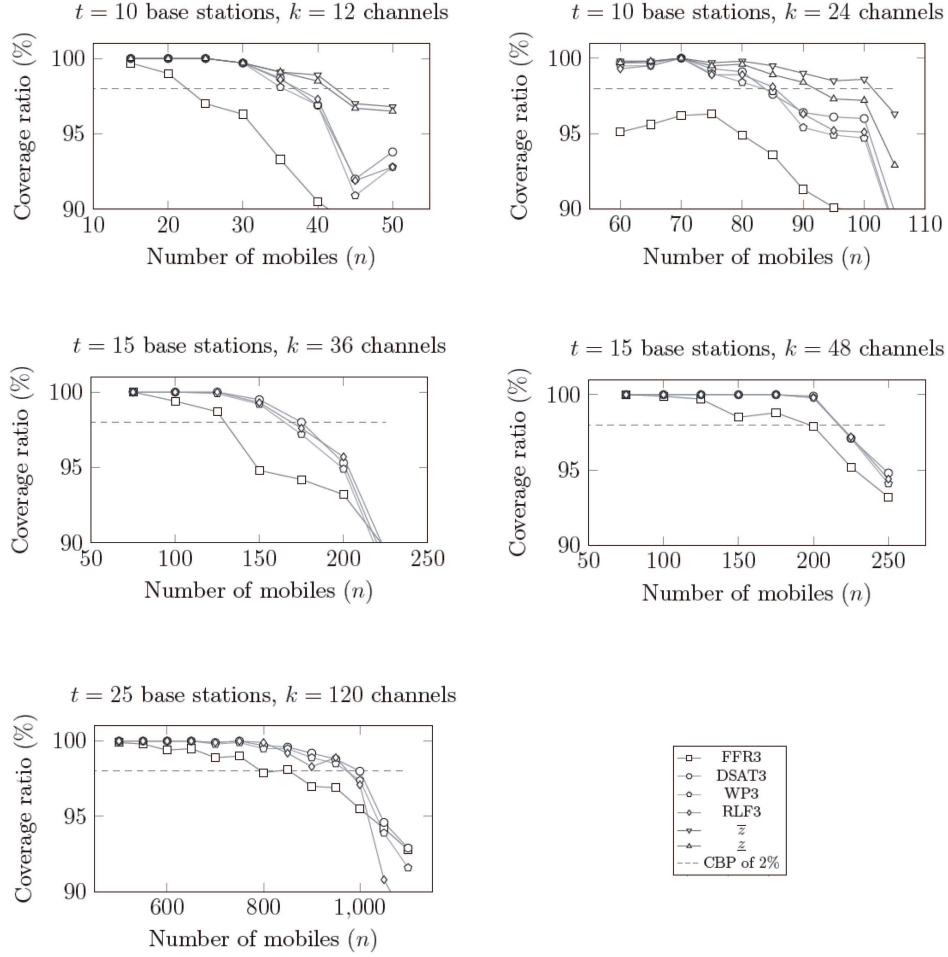 t = 10 base stations, k = 12 channels
Coverage ratio (%)
100
95
90
10 20 30 40 50
Number of mobiles (n)
t = 10 base stations, k = 24 channels
Coverage ratio (%)
100
95
90
60 70 80 90 100 110
Number of mobiles (n)
t = 15 base stations, k = 36 channels
Coverage ratio (%)
100
95
90
50 100 150 200 250
Number of mobiles (n)
t = 15 base stations, k = 48 channels
Coverage ratio (%)
100
95
90
50 100 150 200 250
Number of mobiles (n)
t = 25 base stations, k = 120 channels
Coverage ratio (%)
100
95
90
600 800 1,000
Number of mobiles (n)
FFR3
DSAT3
WP3
RLF3
z̅
z̲
CBP of 2%